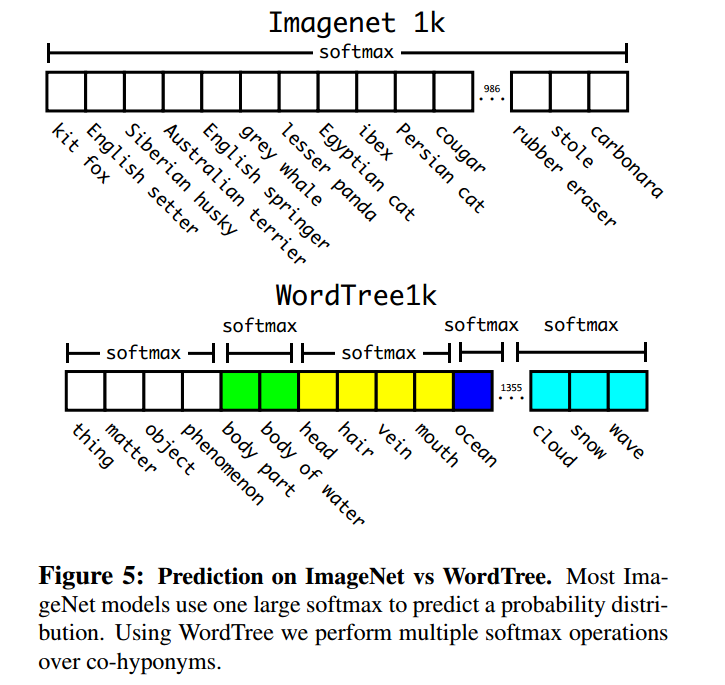 Imagenet 1k
softmax
986
...
kit fox
English setter
Siberian husky
Australian terrier
English springer
grey whale
lesser panda
Egyptian cat
ibex
Persian cat
cougar
rubber eraser
stole
carbonara
WordTree1k
softmax
softmax
softmax
softmax
softmax
1355
...
thing
matter
object
phenomenon
body part
body of water
head
hair
vein
mouth
ocean
cloud
snow
wave
Figure 5: Prediction on ImageNet vs WordTree. Most Ima-
geNet models use one large softmax to predict a probability distri-
bution. Using WordTree we perform multiple softmax operations
over co-hyponyms.